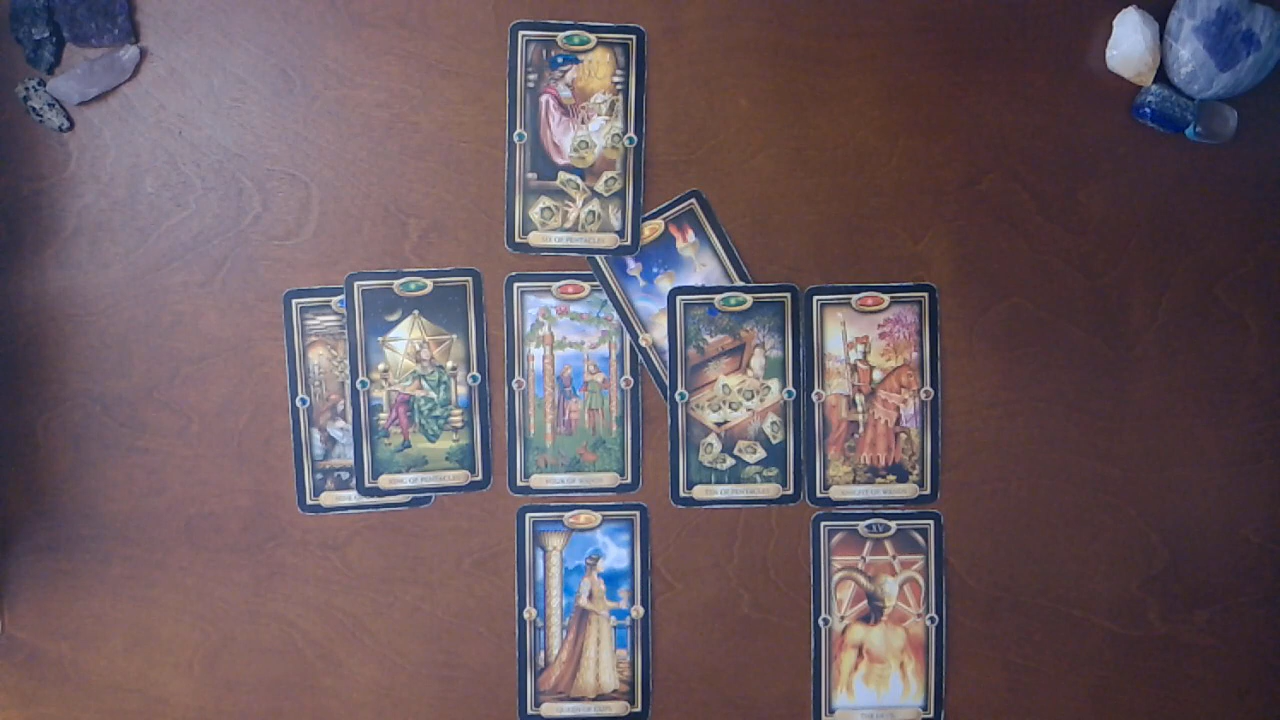 SIX OF PENTACLES
KING OF PENTACLES
FOUR OF WANDS
TEN OF PENTACLES
KNIGHT OF WANDS
QUEEN OF CUPS
XV
THE DEVIL